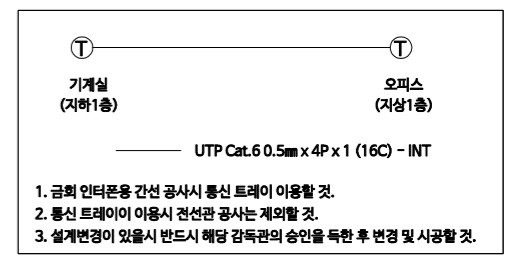 Ⓣ Ⓣ
기계실 오피스
(지하1층) (지상1층)
UTP Cat.6 0.5㎜ x 4P x 1 (16C) - INT
1. 금회 인터폰용 간선 공사시 통신 트레이 이용할 것.
2. 통신 트레이이 이용시 전선관 공사는 제외할 것.
3. 설계변경이 있을시 반드시 해당 감독관의 승인을 득한 후 변경 및 시공할 것.